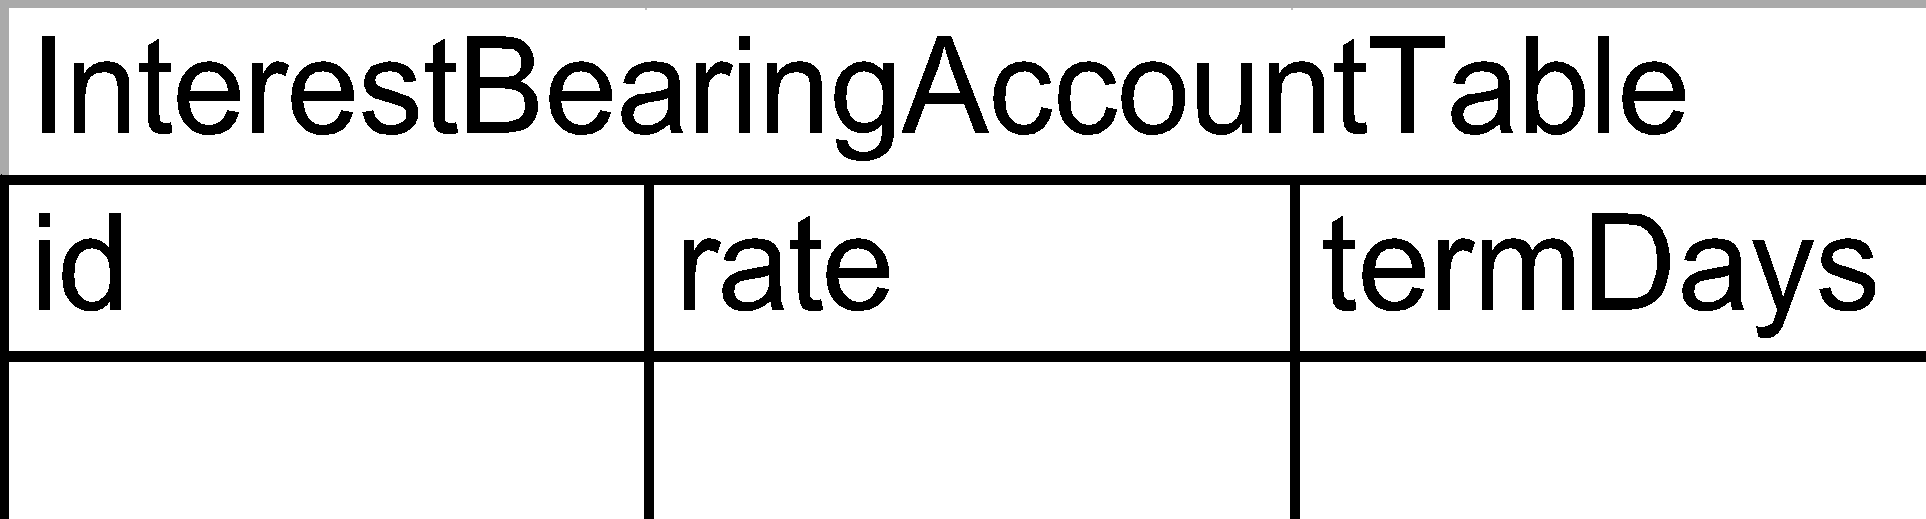 InterestBearingAccountTable
id rate termDays